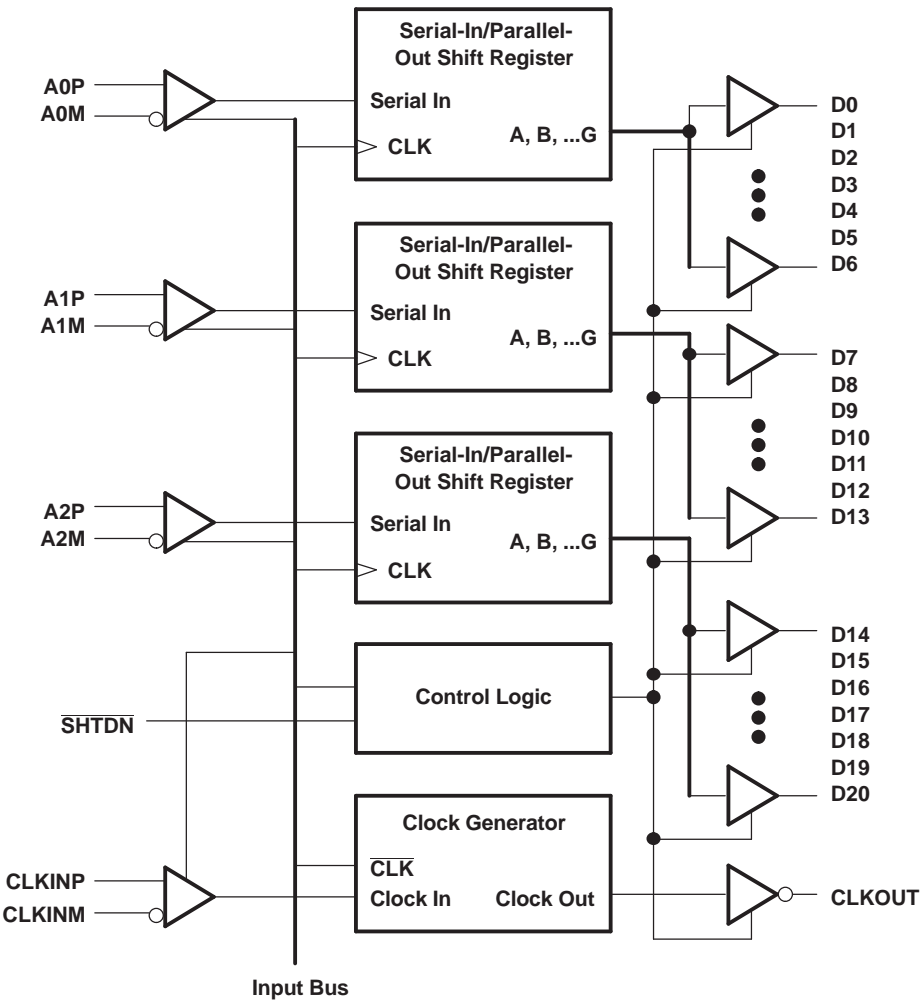 Serial-In/Parallel-
Out Shift Register
A0P
A0M
Serial In
CLK
A, B, ...G
D0
D1
D2
D3
D4
D5
D6
Serial-In/Parallel-
Out Shift Register
A1P
A1M
Serial In
CLK
A, B, ...G
D7
D8
D9
D10
D11
D12
D13
Serial-In/Parallel-
Out Shift Register
A2P
A2M
Serial In
CLK
A, B, ...G
D14
D15
D16
D17
D18
D19
D20
Control Logic
SHTDN
Clock Generator
CLK
CLKINP
CLKINM
Clock In
Clock Out
CLKOUT
Input Bus